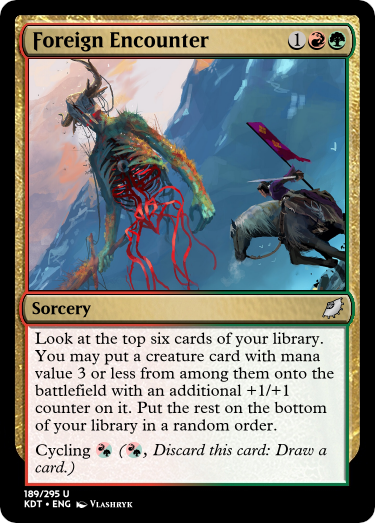 Foreign Encounter 1
Sorcery
Look at the top six cards of your library.
You may put a creature card with mana
value 3 or less from among them onto the
battlefield with an additional +1/+1
counter on it. Put the rest on the bottom
of your library in a random order.
Cycling (, Discard this card: Draw a
card.)
189/295 U
KDT • ENG Vlashryk